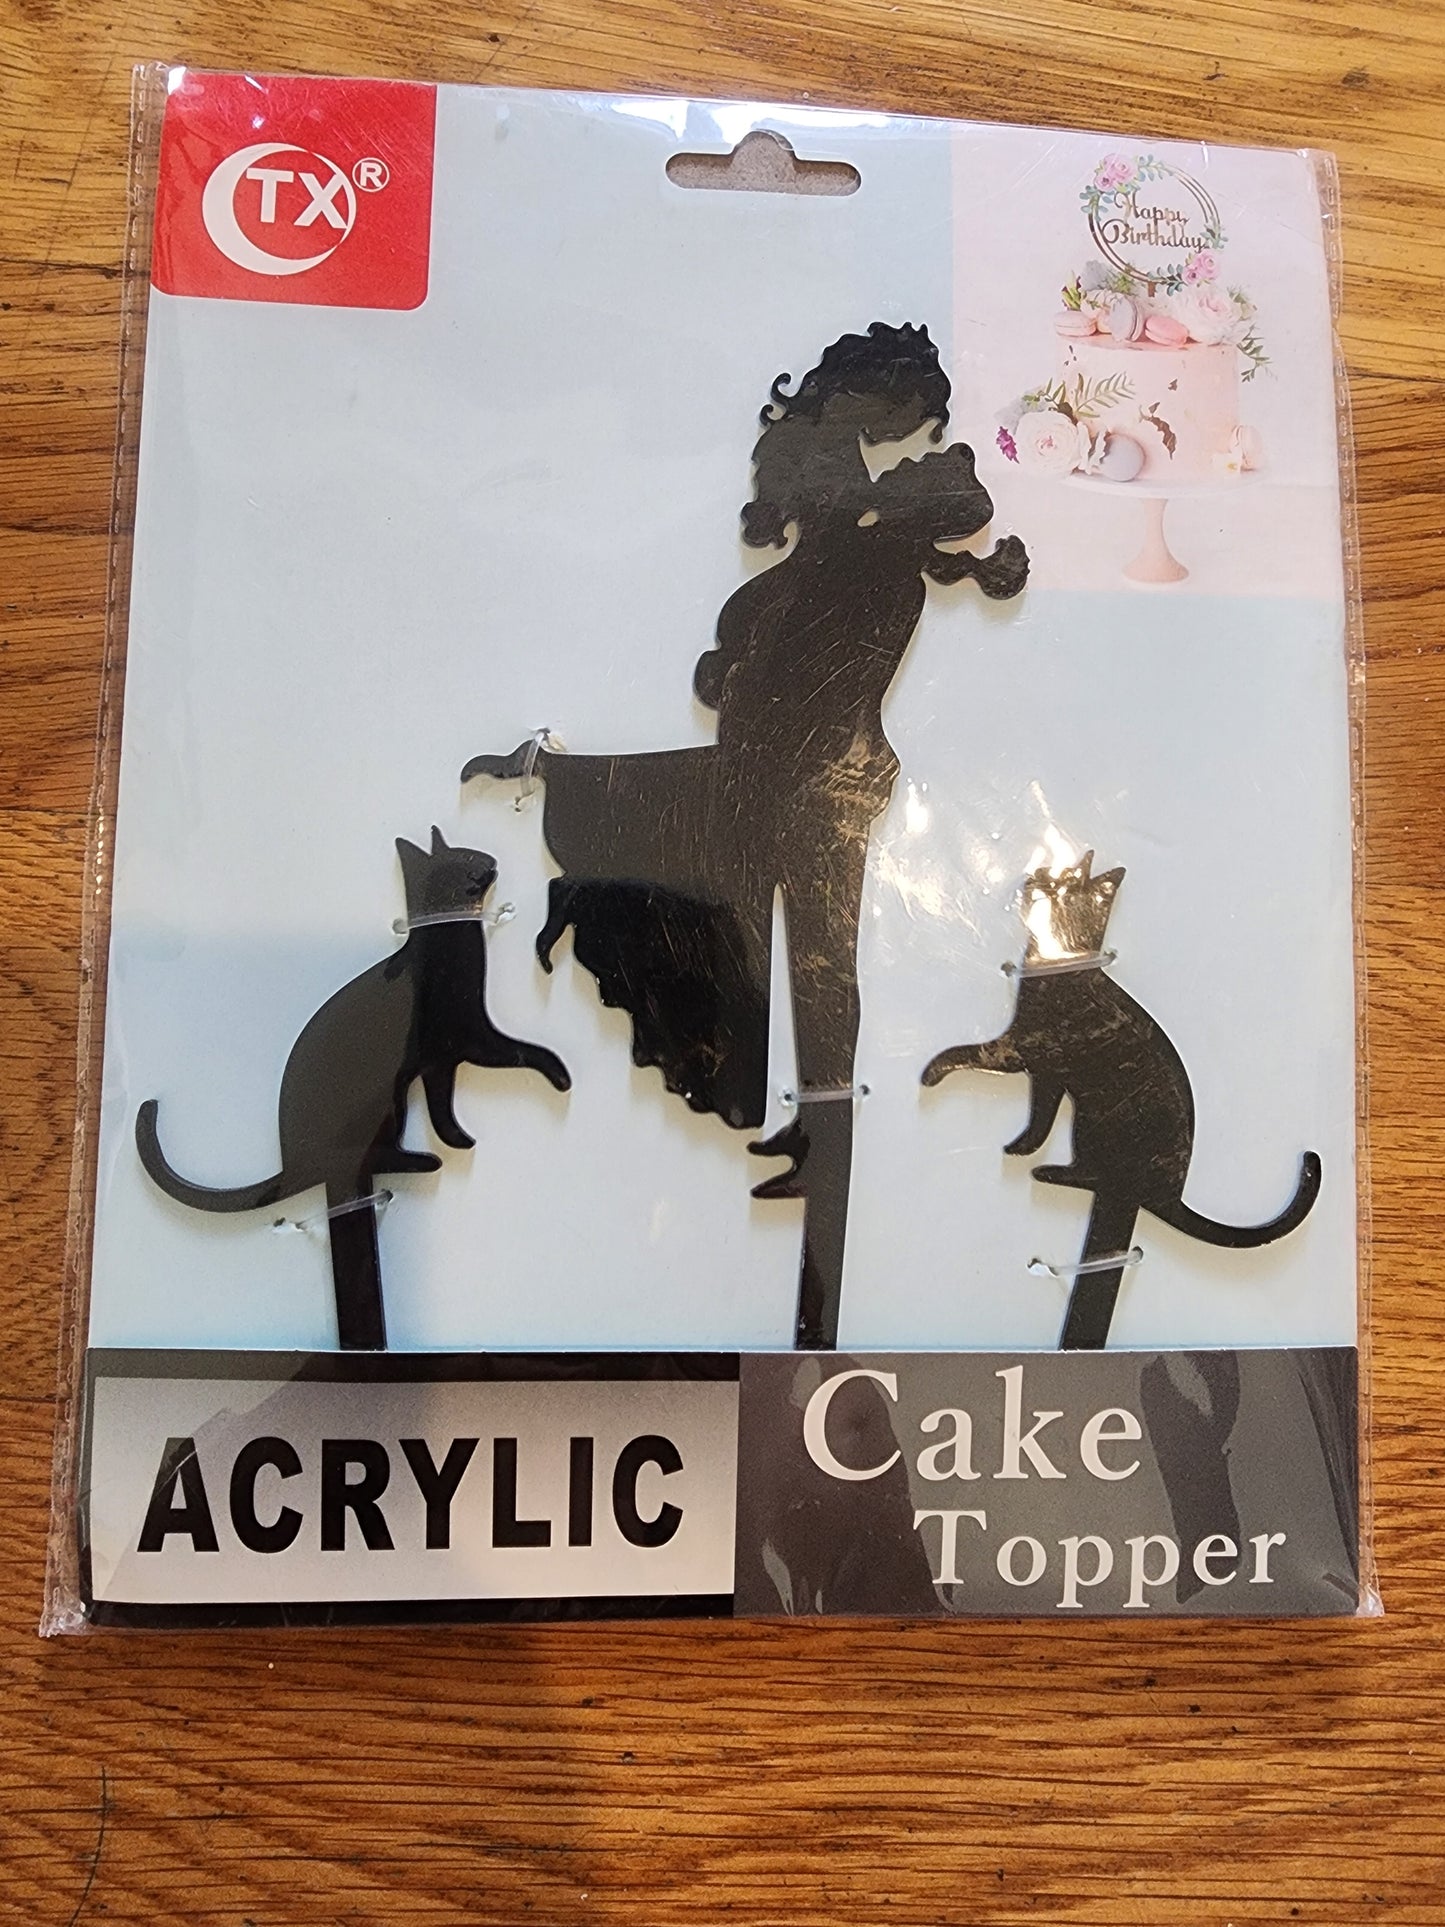 TX®
Happy
Birthday
ACRYLIC
Cake
Topper